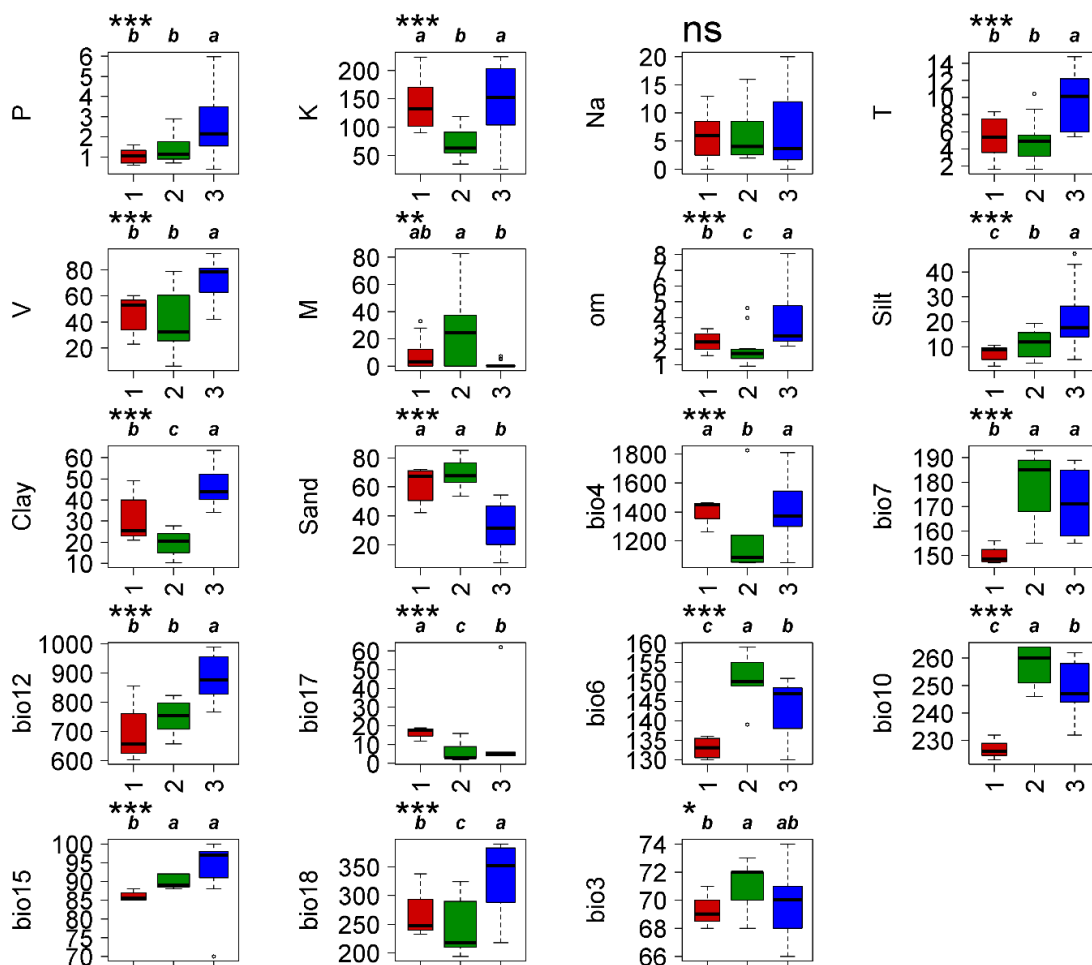 ***
b b a
P
6
5
4
3
2
1
1 2 3
***
a b a
K
200
150
100
50
1 2 3
ns
Na
20
15
10
5
0
1 2 3
***
b b a
T
14
12
10
8
6
4
2
1 2 3
***
b b a
V
80
60
40
20
1 2 3
**
ab a b
M
80
60
40
20
0
1 2 3
***
b c a
om
8
7
6
5
4
3
2
1
1 2 3
***
c b a
Silt
40
30
20
10
1 2 3
***
b c a
Clay
60
50
40
30
20
10
1 2 3
***
a a b
Sand
80
60
40
20
1 2 3
***
a b a
bio4
1800
1600
1400
1200
1 2 3
***
b a a
bio7
190
180
170
160
150
1 2 3
***
b b a
bio12
1000
900
800
700
600
1 2 3
***
a c b
bio17
60
50
40
30
20
10
0
1 2 3
***
c a b
bio6
160
155
150
145
140
135
130
1 2 3
***
c a b
bio10
260
250
240
230
1 2 3
***
b a a
bio15
100
95
90
85
80
75
70
***
b c a
bio18
350
300
250
200
*
b a ab
bio3
74
72
70
68
66